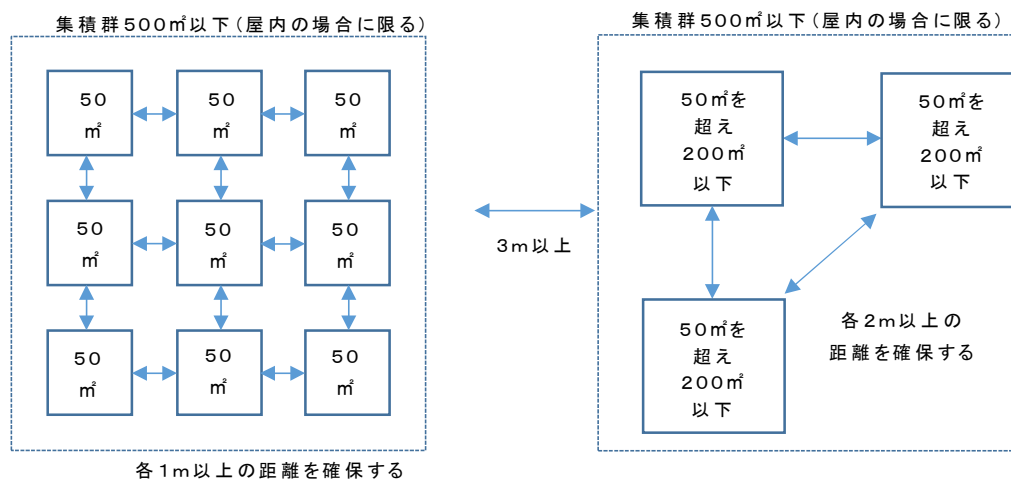 集積群500㎡以下(屋内の場合に限る)
50
㎡
50
㎡
50
㎡
50
㎡
50
㎡
50
㎡
50
㎡
50
㎡
50
㎡
各1m以上の距離を確保する
3m以上
集積群500㎡以下(屋内の場合に限る)
50㎡を
超え
200㎡
以下
50㎡を
超え
200㎡
以下
50㎡を
超え
200㎡
以下
各2m以上の
距離を確保する